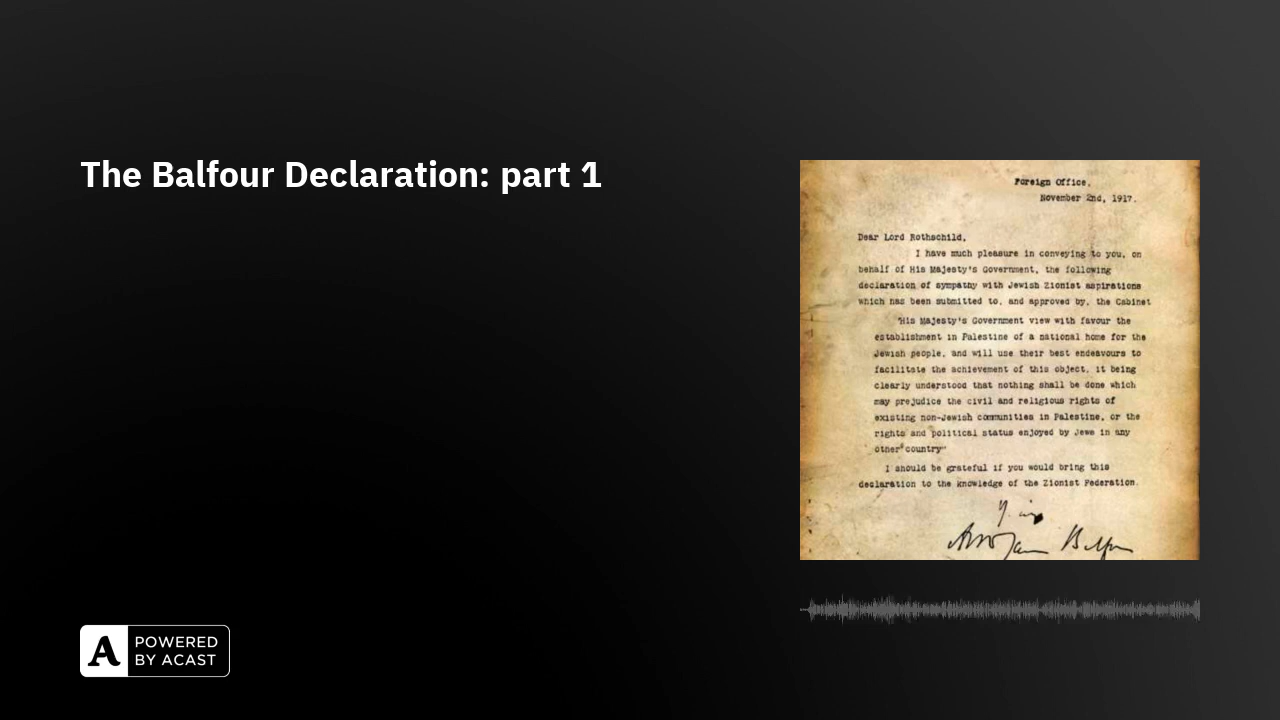 The Balfour Declaration: part 1
Foreign Office,
November 2nd, 1917.
Dear Lord Rothschild,
I have much pleasure in conveying to you, on
behalf of His Majesty's Government, the following
declaration of sympathy with Jewish Zionist aspirations
which has been submitted to, and approved by, the Cabinet
"His Majesty's Government view with favour the
establishment in Palestine of a national home for the
Jewish people, and will use their best endeavours to
facilitate the achievement of this object, it being
clearly understood that nothing shall be done which
may prejudice the civil and religious rights of
existing non-Jewish communities in Palestine, or the
rights and political status enjoyed by Jews in any
other country"
I should be grateful if you would bring this
declaration to the knowledge of the Zionist Federation.
A POWERED
BY ACAST